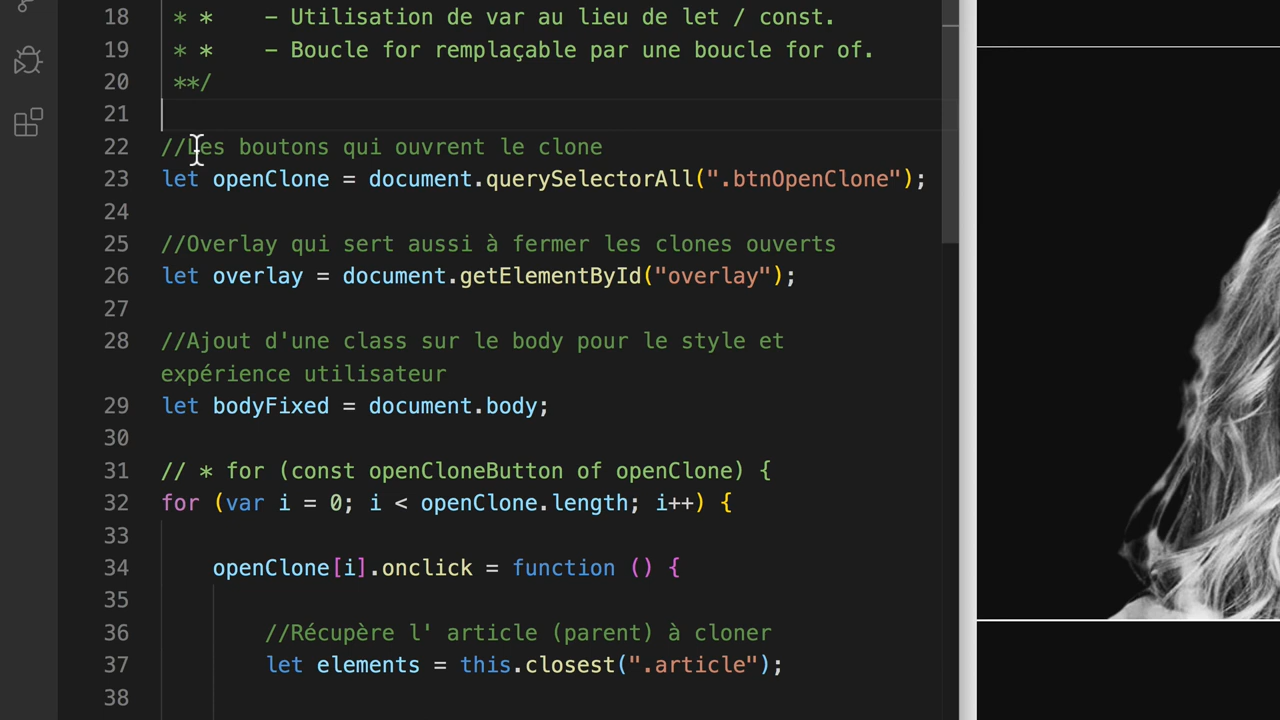 18 * *    - Utilisation de var au lieu de let / const.
19 * *    - Boucle for remplaçable par une boucle for of.
20 **/
21
22 //Les boutons qui ouvrent le clone
23 let openClone = document.querySelectorAll(".btnOpenClone");
24
25 //Overlay qui sert aussi à fermer les clones ouverts
26 let overlay = document.getElementById("overlay");
27
28 //Ajout d'une class sur le body pour le style et
expérience utilisateur
29 let bodyFixed = document.body;
30
31 // * for (const openCloneButton of openClone) {
32 for (var i = 0; i < openClone.length; i++) {
33
34     openClone[i].onclick = function () {
35
36         //Récupère l' article (parent) à cloner
37         let elements = this.closest(".article");
38